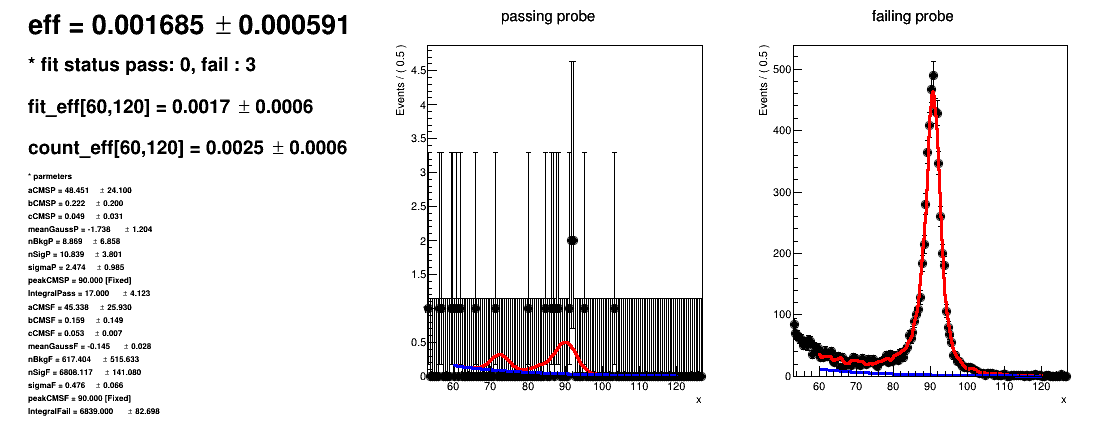 eff = 0.001685 ± 0.000591
* fit status pass: 0, fail : 3
fit_eff[60,120] = 0.0017 ± 0.0006
count_eff[60,120] = 0.0025 ± 0.0006
* parmeters
aCMSP = 48.451 ± 24.100
bCMSP = 0.222 ± 0.200
cCMSP = 0.049 ± 0.031
meanGaussP = -1.738 ± 1.204
nBkgP = 8.869 ± 6.858
nSigP = 10.839 ± 3.801
sigmaP = 2.474 ± 0.985
peakCMSP = 90.000 [Fixed]
IntegralPass = 17.000 ± 4.123
aCMSF = 45.338 ± 25.930
bCMSF = 0.159 ± 0.149
cCMSF = 0.053 ± 0.007
meanGaussF = -0.145 ± 0.028
nBkgF = 617.404 ± 515.633
nSigF = 6808.117 ± 141.080
sigmaF = 0.476 ± 0.066
peakCMSF = 90.000 [Fixed]
IntegralFail = 6839.000 ± 82.698
passing probe
Events / ( 0.5 )
4.5
4
3.5
3
2.5
2
1.5
1
0.5
0
60 70 80 90 100 110 120
x
failing probe
Events / ( 0.5 )
500
400
300
200
100
0
60 70 80 90 100 110 120
x